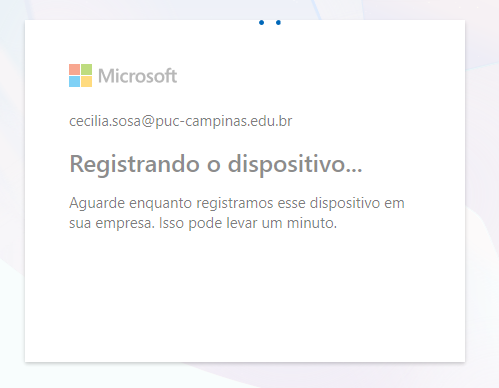 Microsoft
cecilia.sosa@puc-campinas.edu.br
Registrando o dispositivo...
Aguarde enquanto registramos esse dispositivo em
sua empresa. Isso pode levar um minuto.